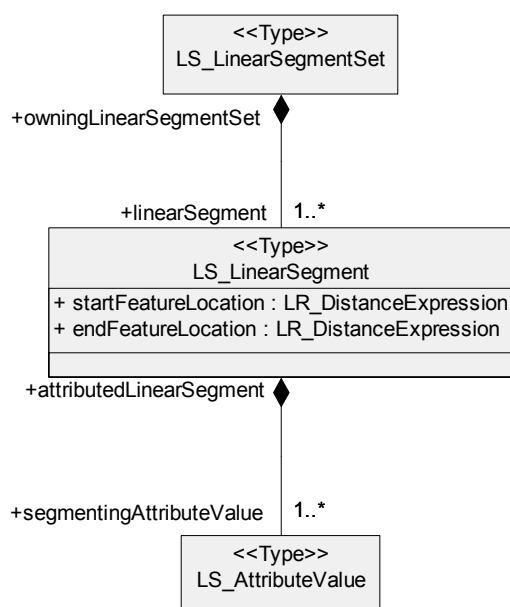 <<Type>>
LS_LinearSegmentSet
+owningLinearSegmentSet
+linearSegment 1..*
<<Type>>
LS_LinearSegment
+ startFeatureLocation : LR_DistanceExpression
+ endFeatureLocation : LR_DistanceExpression
+attributedLinearSegment
+segmentingAttributeValue 1..*
<<Type>>
LS_AttributeValue